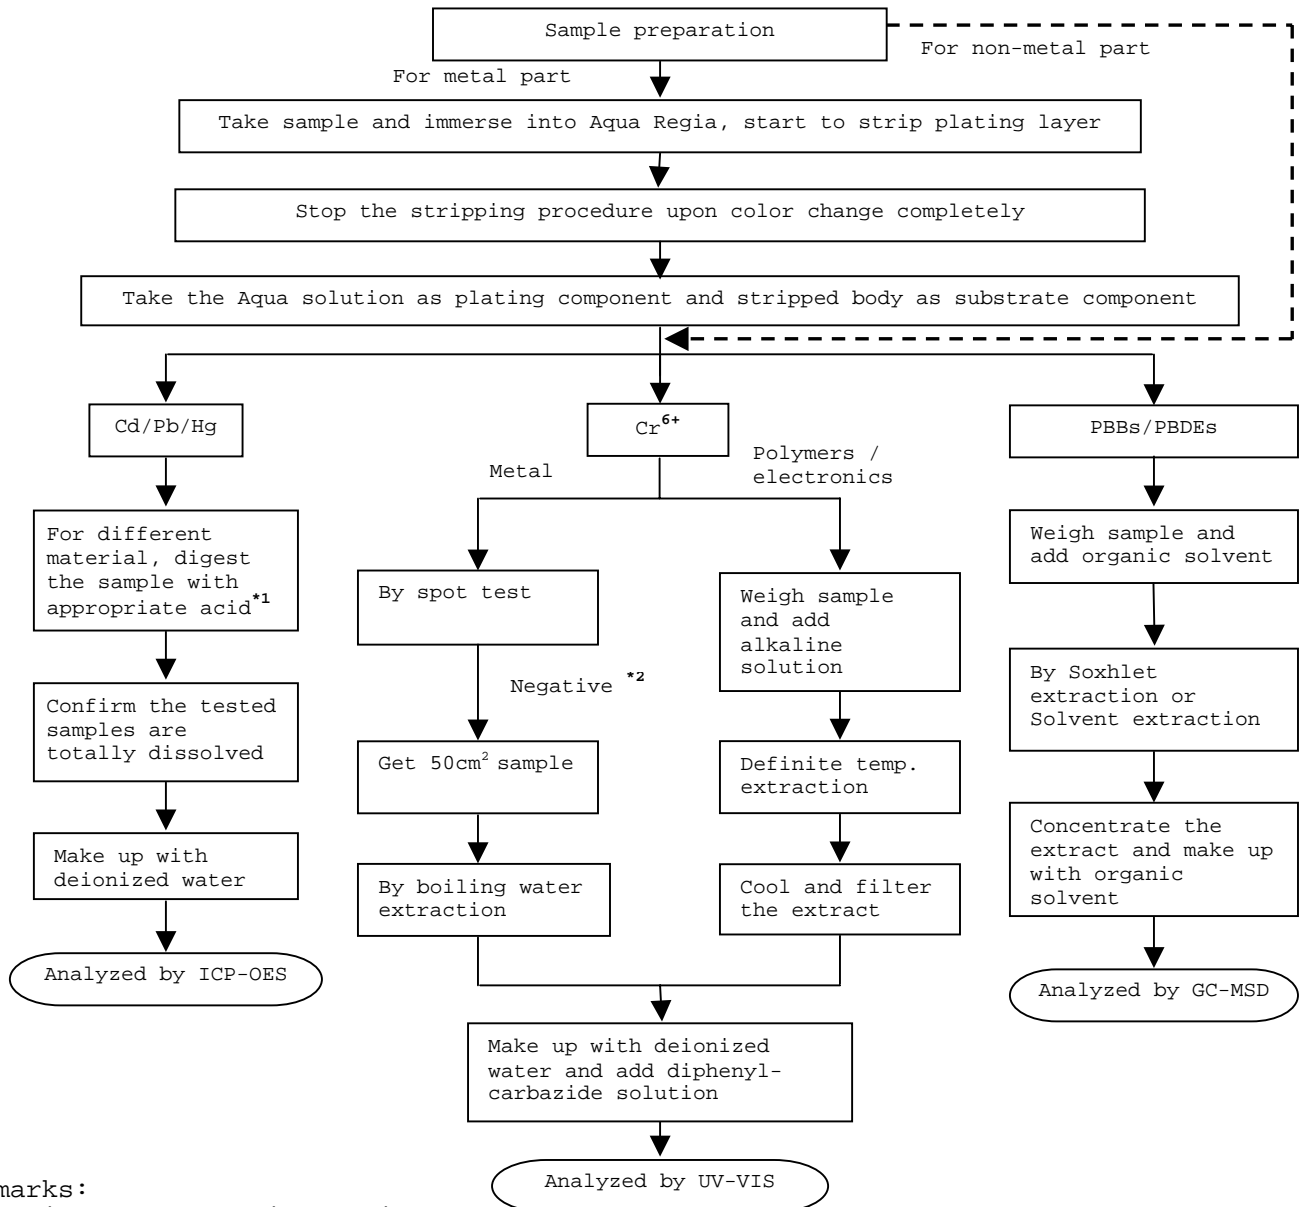 Sample preparation
For non-metal part
For metal part
Take sample and immerse into Aqua Regia, start to strip plating layer
Stop the stripping procedure upon color change completely
Take the Aqua solution as plating component and stripped body as substrate component
Cd/Pb/Hg
Cr6+
PBBs/PBDEs
Metal
Polymers /
electronics
For different
material, digest
the sample with
appropriate acid*1
Confirm the tested
samples are
totally dissolved
Make up with
deionized water
Analyzed by ICP-OES
By spot test
Negative *2
Get 50cm2 sample
By boiling water
extraction
Weigh sample
and add
alkaline
solution
Definite temp.
extraction
Cool and filter
the extract
Make up with deionized
water and add diphenyl-
carbazide solution
Analyzed by UV-VIS
Weigh sample and
add organic solvent
By Soxhlet
extraction or
Solvent extraction
Concentrate the
extract and make up
with organic
solvent
Analyzed by GC-MSD
marks: